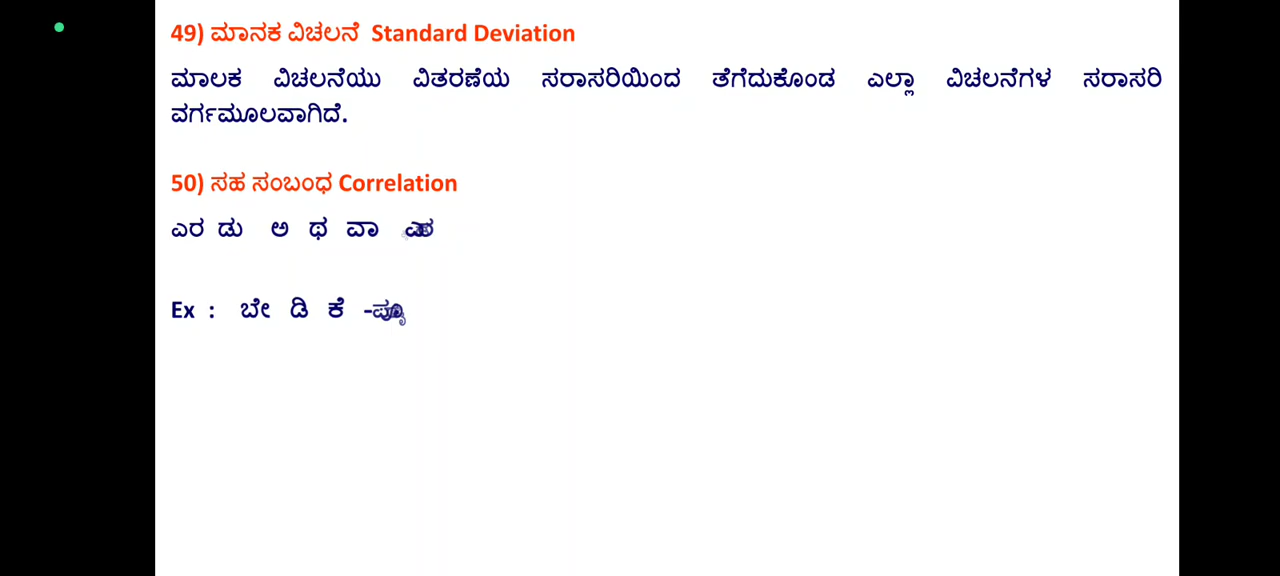 49) ಮಾನಕ ವಿಚಲನೆ Standard Deviation
ಮಾಲಕ ವಿಚಲನೆಯು ವಿತರಣೆಯ ಸರಾಸರಿಯಿಂದ ತೆಗೆದುಕೊಂಡ ಎಲ್ಲಾ ವಿಚಲನೆಗಳ ಸರಾಸರಿ
ವರ್ಗಮೂಲವಾಗಿದೆ.
50) ಸಹ ಸಂಬಂಧ Correlation
ಎರ ಡು ಅ ಥ ವಾ
Ex : ಬೇ ಡಿ ಕೆ -